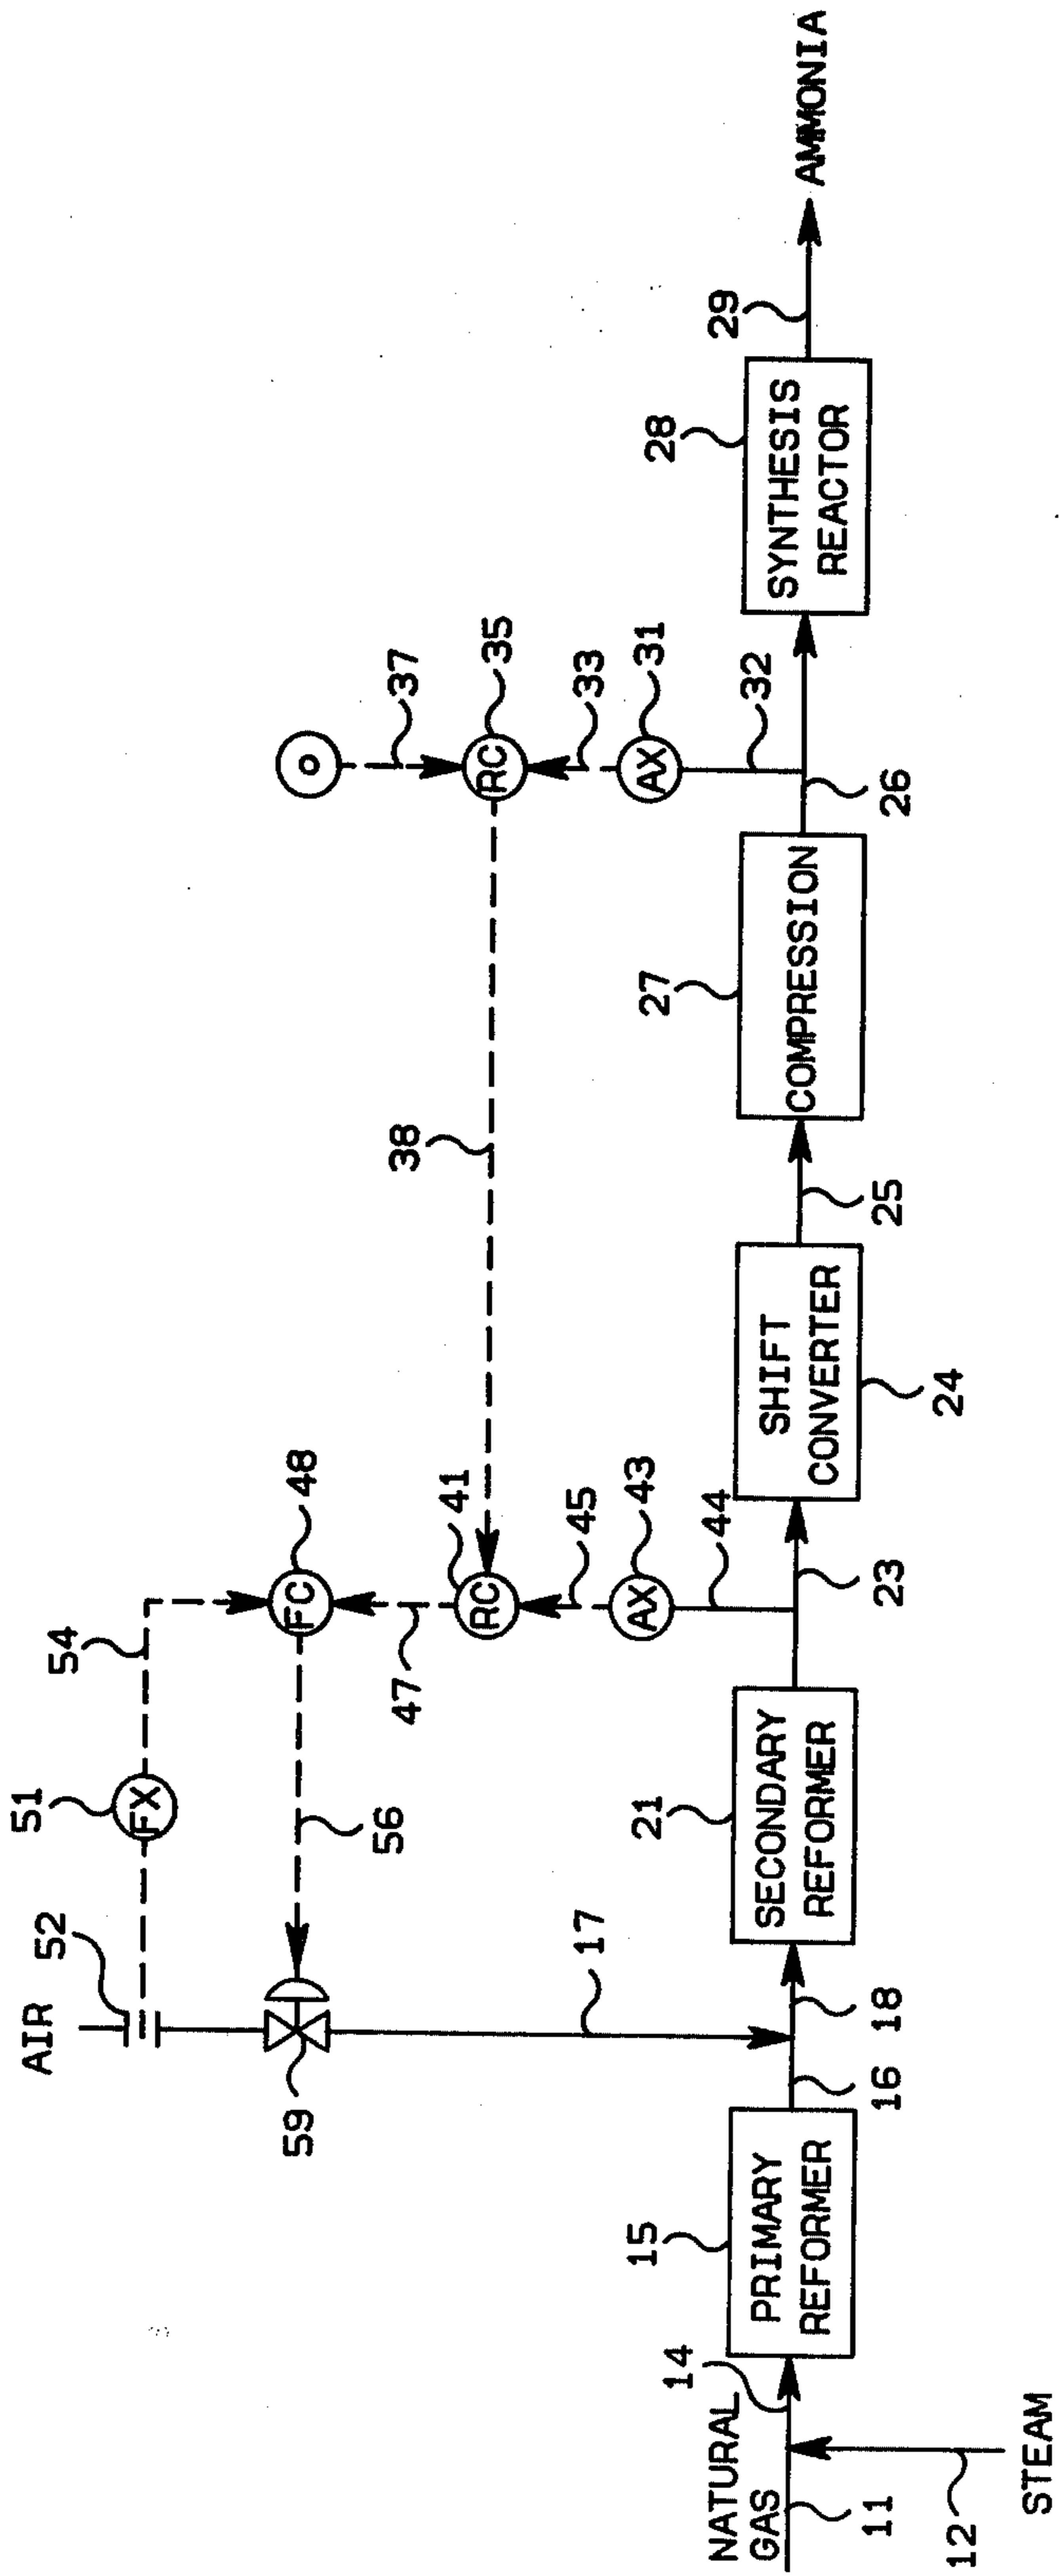 AIR
52
51
FX
54
56
FC
48
59
17
47
RC
41
38
37
RC
35
33
AX
31
32
45
AX
43
44
NATURAL
GAS
11
12
STEAM
14
15
PRIMARY
REFORMER
16
18
21
SECONDARY
REFORMER
23
SHIFT
CONVERTER
24
25
27
COMPRESSION
26
28
SYNTHESIS
REACTOR
29
AMMONIA